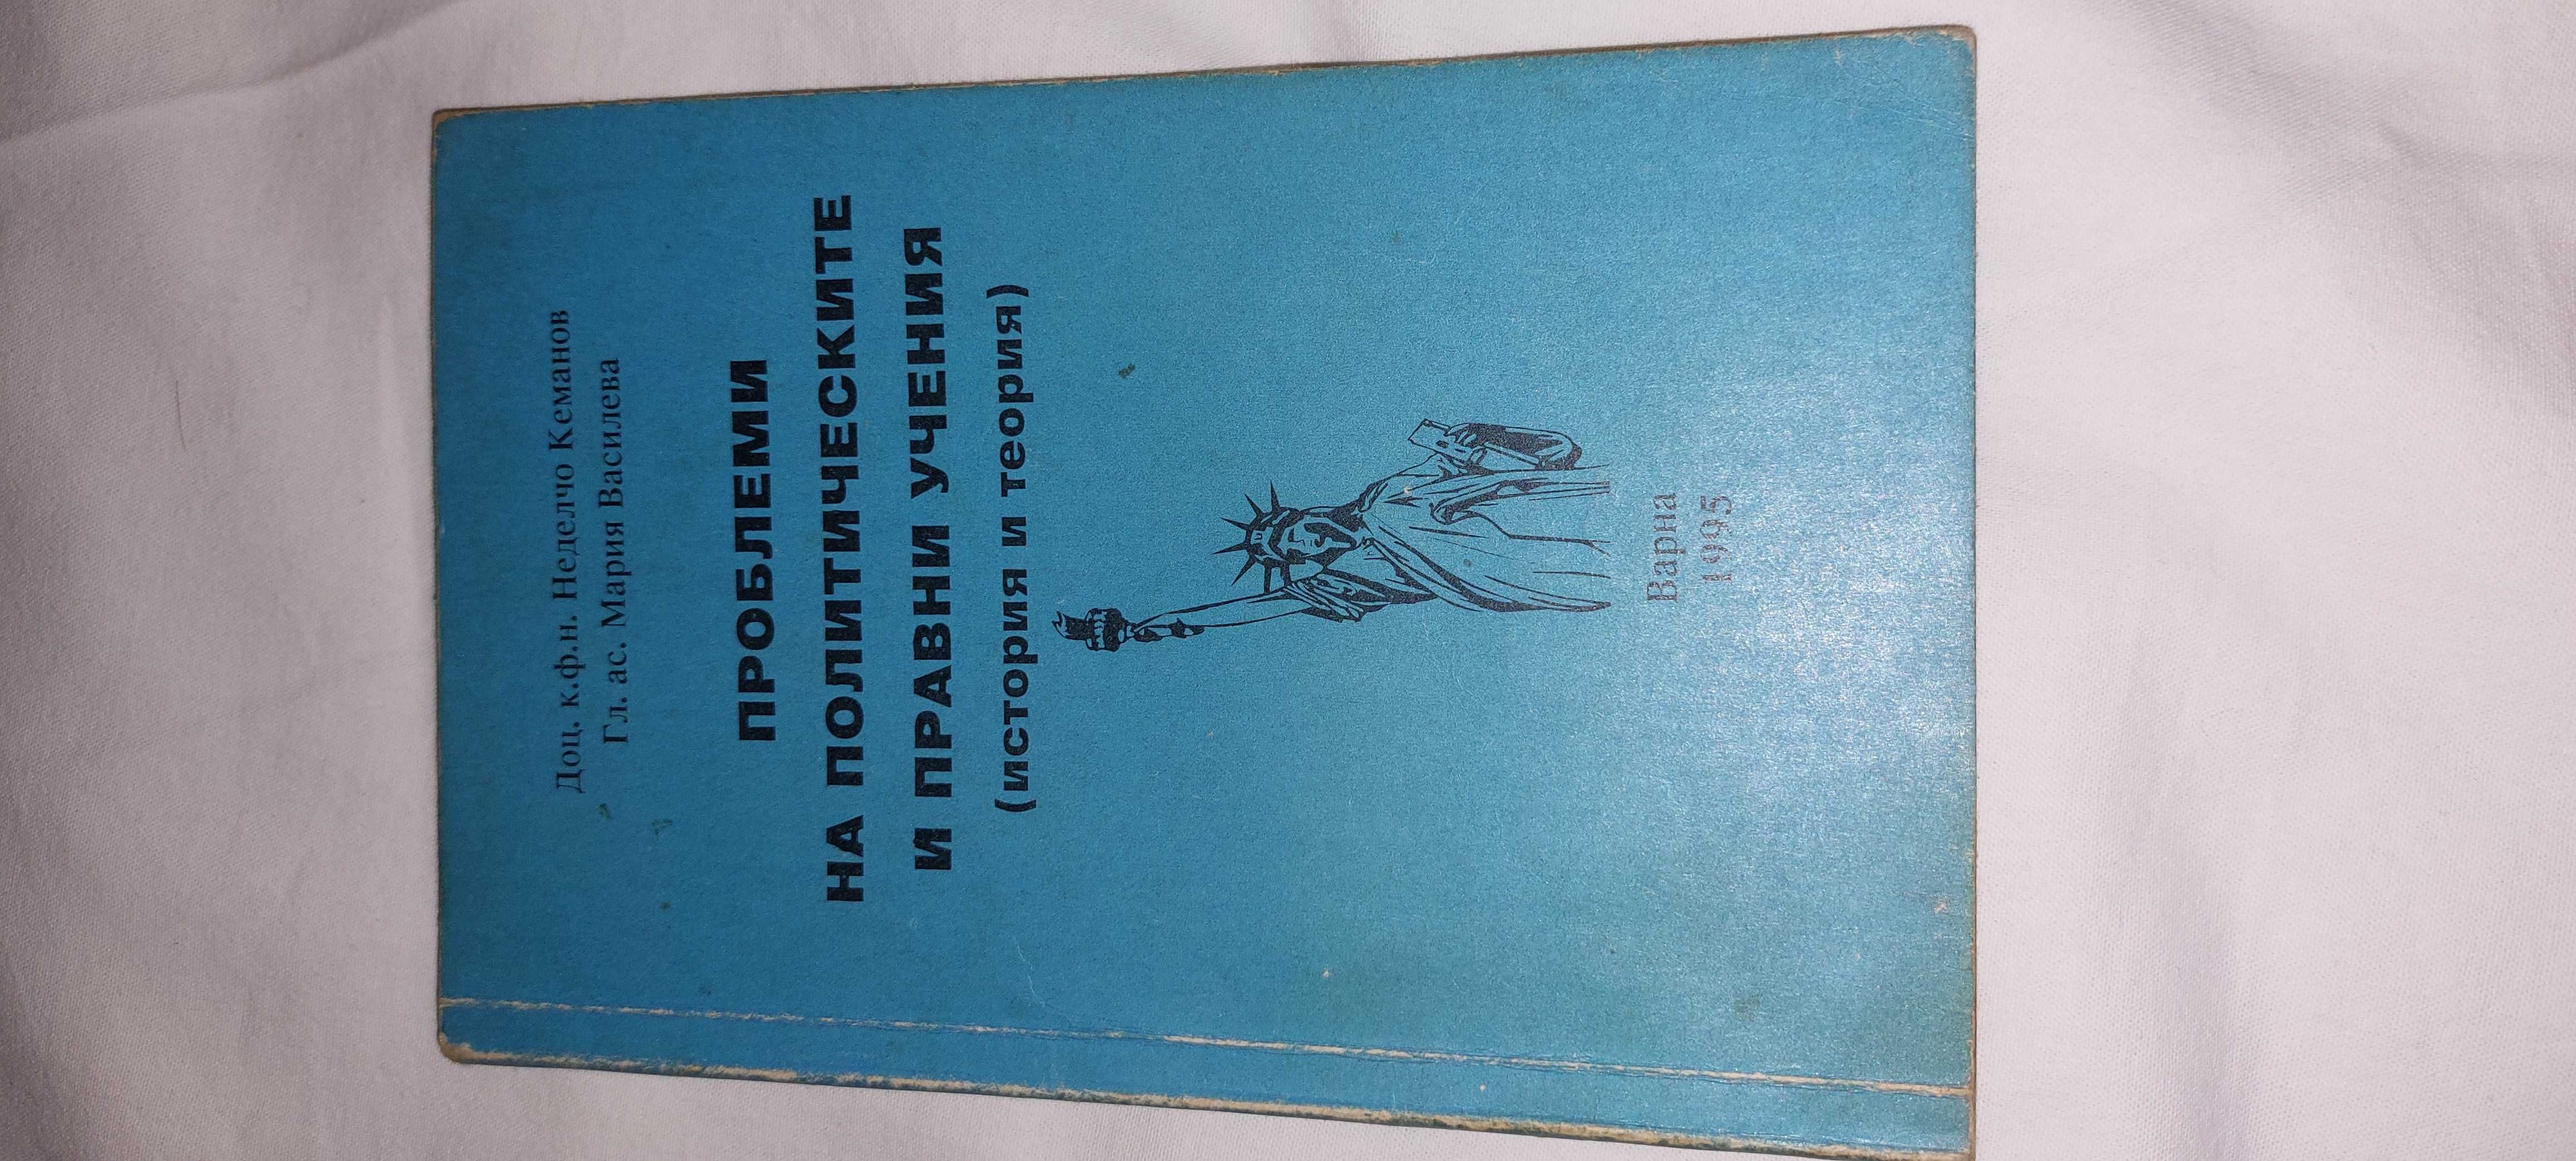 Доц. к.ф.н. Неделчо Кеманов
Гл. ас. Мария Василева
ПРОБЛЕМИ
НА ПОЛИТИЧЕСКИТЕ
И ПРАВНИ УЧЕНИЯ
(история и теория)
Варна
1995